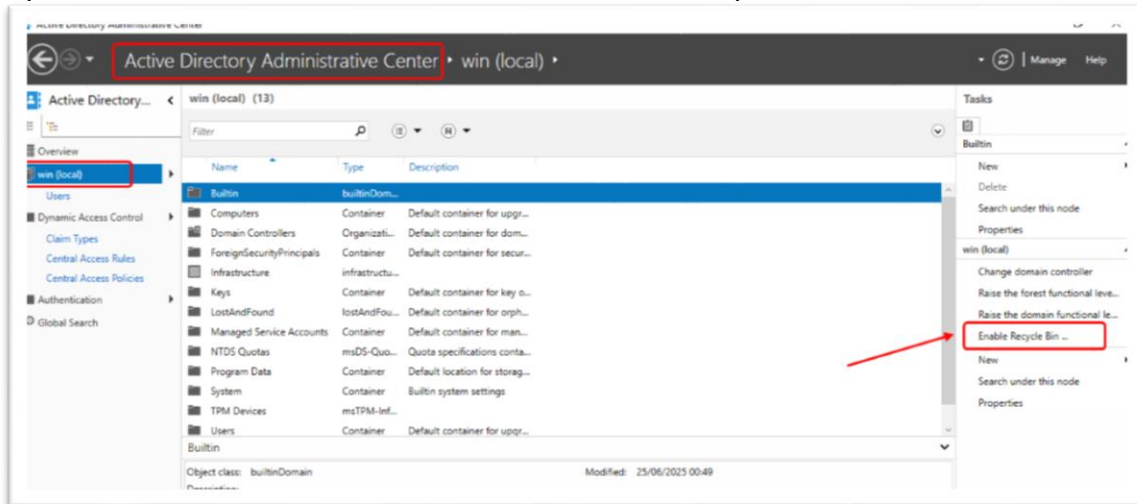 Active Directory Administrative Center
Active Directory Administrative Center • win (local) •
Manage Help
Active Directory...
win (local) (13)
Tasks
Filter
Overview
Builtin
win (local)
Name Type Description
New
Users
Builtin builtinDom...
Delete
Dynamic Access Control
Computers Container Default container for upgr...
Search under this node
Claim Types
Domain Controllers Organizati... Default container for dom...
Properties
Central Access Rules
ForeignSecurityPrincipals Container Default container for secur...
win (local)
Central Access Policies
Infrastructure infrastructu...
Change domain controller
Authentication
Keys Container Default container for key o...
Raise the forest functional leve...
Global Search
LostAndFound lostAndFou... Default container for orph...
Raise the domain functional le...
Managed Service Accounts Container Default container for man...
Enable Recycle Bin ...
NTDS Quotas msDS-Quo... Quota specifications conta...
New
Program Data Container Default location for storag...
Search under this node
System Container Builtin system settings
Properties
TPM Devices msTPM-Inf...
Users Container Default container for upgr...
Builtin
Object class: builtinDomain Modified: 25/06/2025 00:49